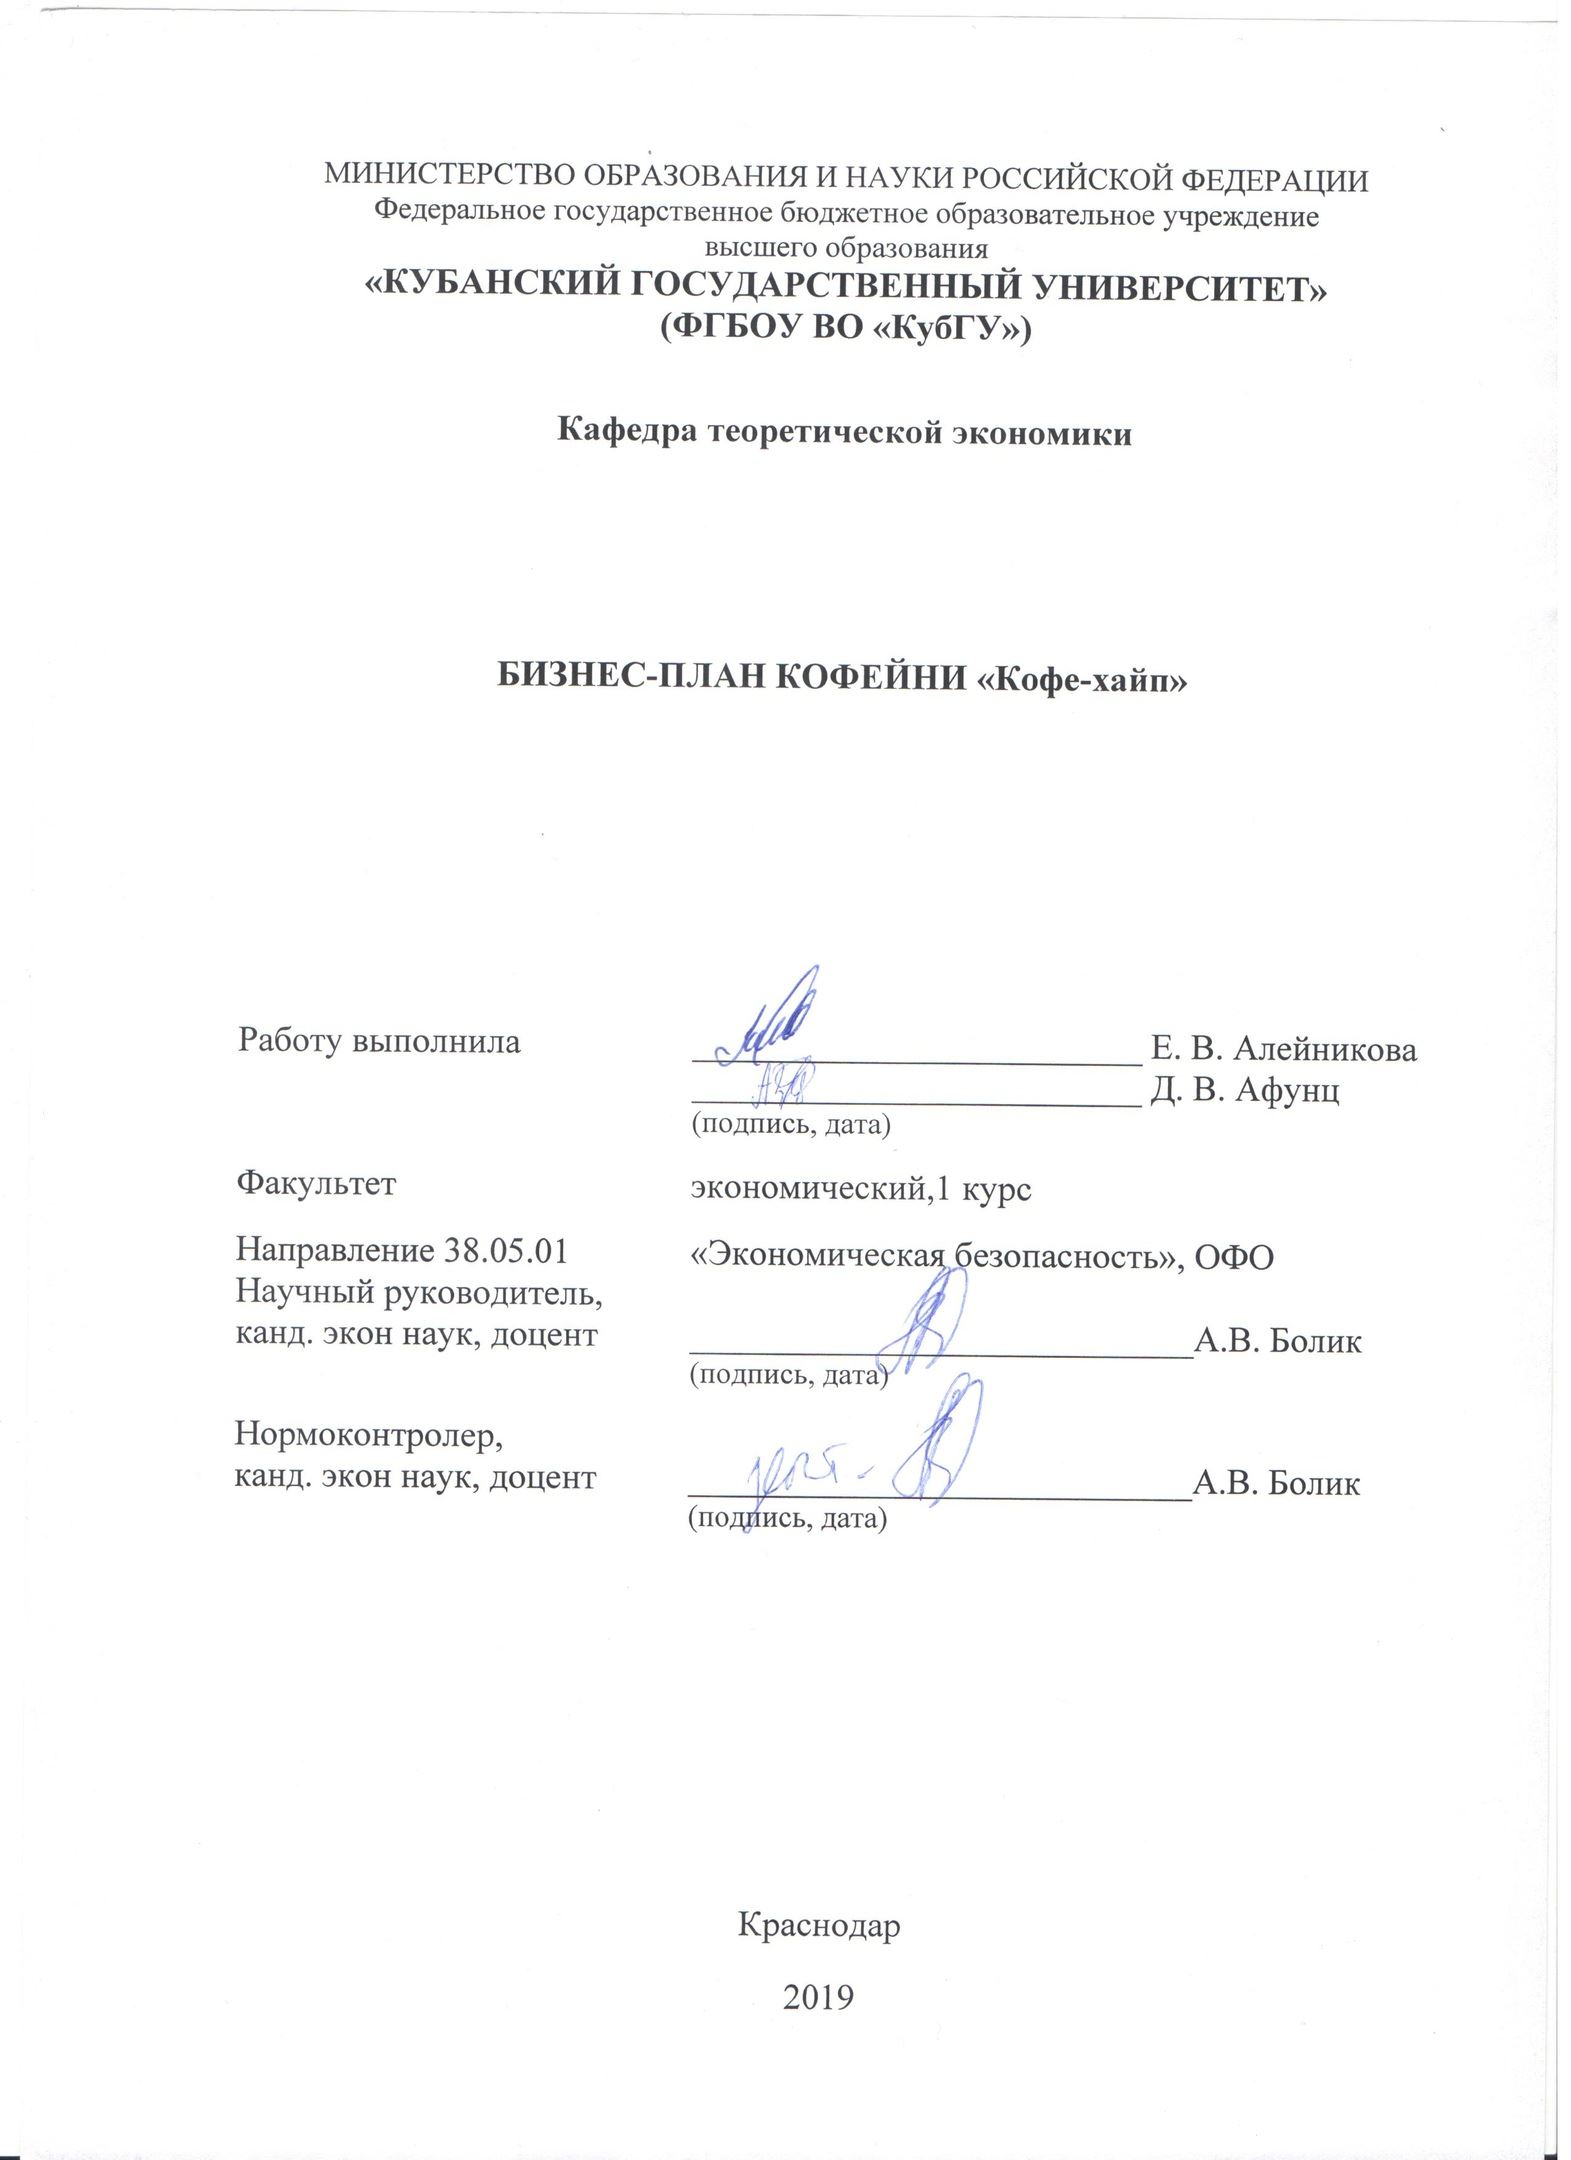 МИНИСТЕРСТВО ОБРАЗОВАНИЯ И НАУКИ РОССИЙСКОЙ ФЕДЕРАЦИИ
Федеральное государственное бюджетное образовательное учреждение
высшего образования
«КУБАНСКИЙ ГОСУДАРСТВЕННЫЙ УНИВЕРСИТЕТ»
(ФГБОУ ВО «КубГУ»)
Кафедра теоретической экономики
БИЗНЕС-ПЛАН КОФЕЙНИ «Кофе-хайп»
Работу выполнила Е. В. Алейникова
Д. В. Афунц
(подпись, дата)
Факультет экономический,1 курс
Направление 38.05.01 «Экономическая безопасность», ОФО
Научный руководитель,
канд. экон наук, доцент А.В. Болик
(подпись, дата)
Нормоконтролер,
канд. экон наук, доцент А.В. Болик
(подпись, дата)
Краснодар
2019